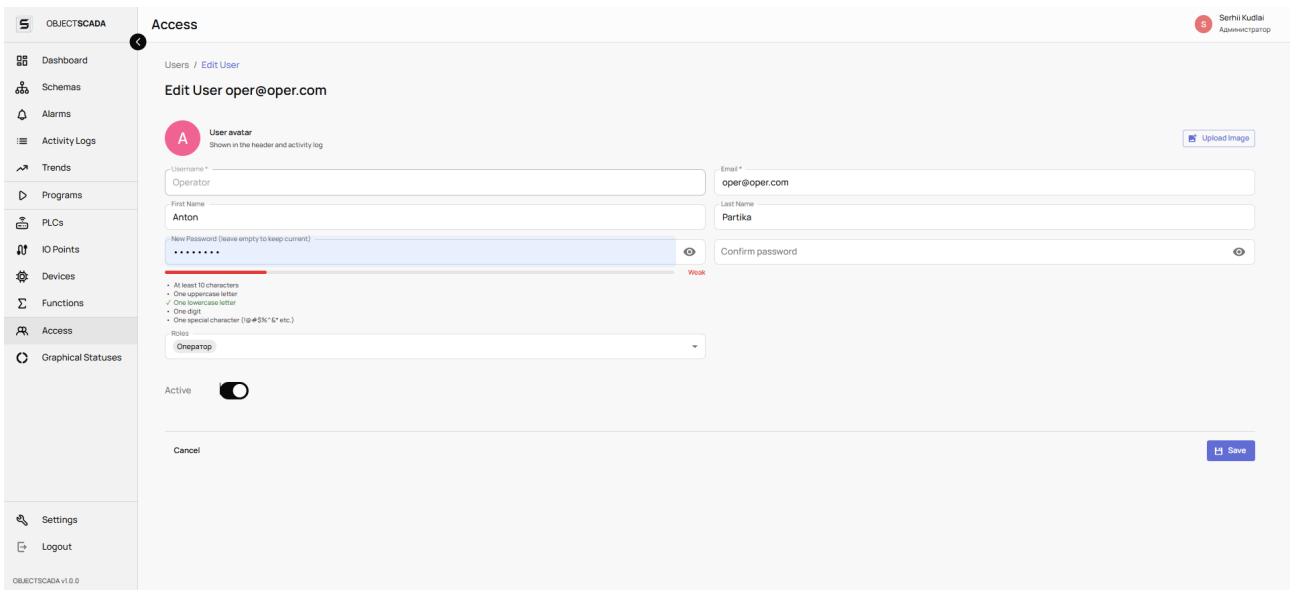 S OBJECTSCADA
Access
S
Serhii Kudlai
Администратор
Dashboard
Schemas
Alarms
Activity Logs
Trends
Programs
PLCs
IO Points
Devices
Functions
Access
Graphical Statuses
Settings
Logout
OBJECTSCADA v1.0.0
Users / Edit User
Edit User oper@oper.com
A
User avatar
Shown in the header and activity log
Upload Image
Username *
Operator
Email *
oper@oper.com
First Name
Anton
Last Name
Partika
New Password (leave empty to keep current)
••••••••
Confirm password
Weak
• At least 10 characters
• One uppercase letter
✓ One lowercase letter
• One digit
• One special character (!@#$%^&* etc.)
Roles
Оператор
Active
Cancel
Save